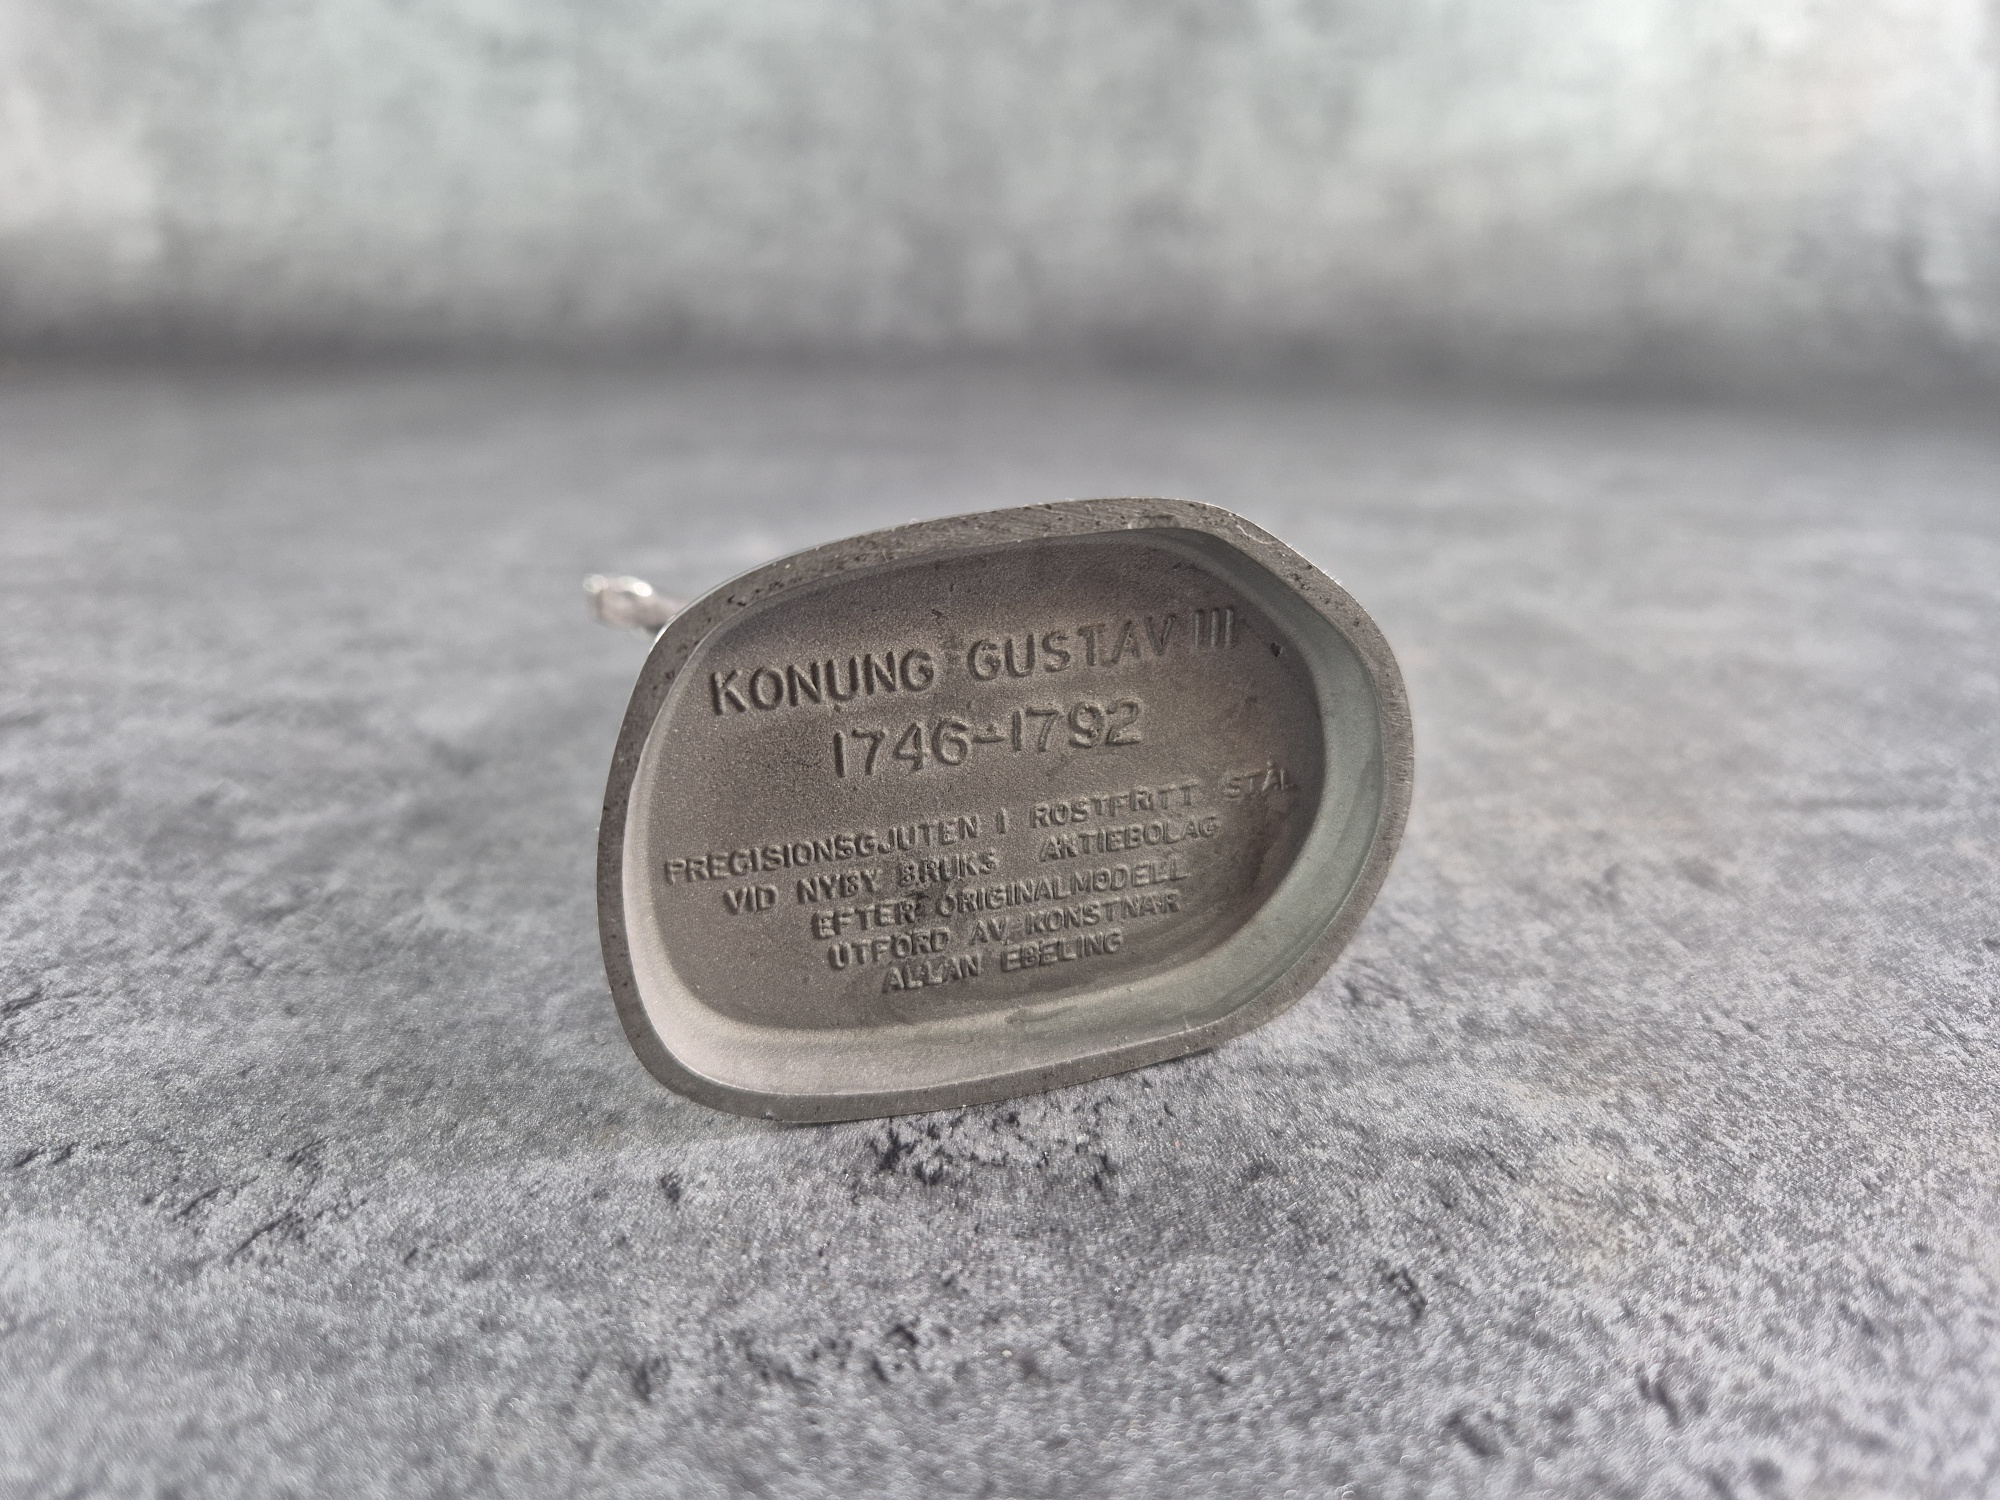 KONUNG GUSTAV III
1746-1792
PRECISIONSGJUTEN I ROSTFRITT STÅL
VID NYBY BRUKS AKTIEBOLAG
EFTER ORIGINALMODELL
UTFÖRD AV KONSTNÄR
ALLAN EBELING